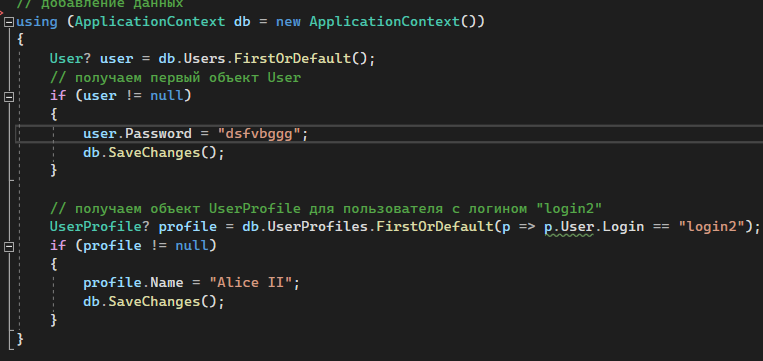 // добавление данных
using (ApplicationContext db = new ApplicationContext())
{
User? user = db.Users.FirstOrDefault();
// получаем первый объект User
if (user != null)
{
user.Password = "dsfvbggg";
db.SaveChanges();
}
// получаем объект UserProfile для пользователя с логином "login2"
UserProfile? profile = db.UserProfiles.FirstOrDefault(p => p.User.Login == "login2");
if (profile != null)
{
profile.Name = "Alice II";
db.SaveChanges();
}
}